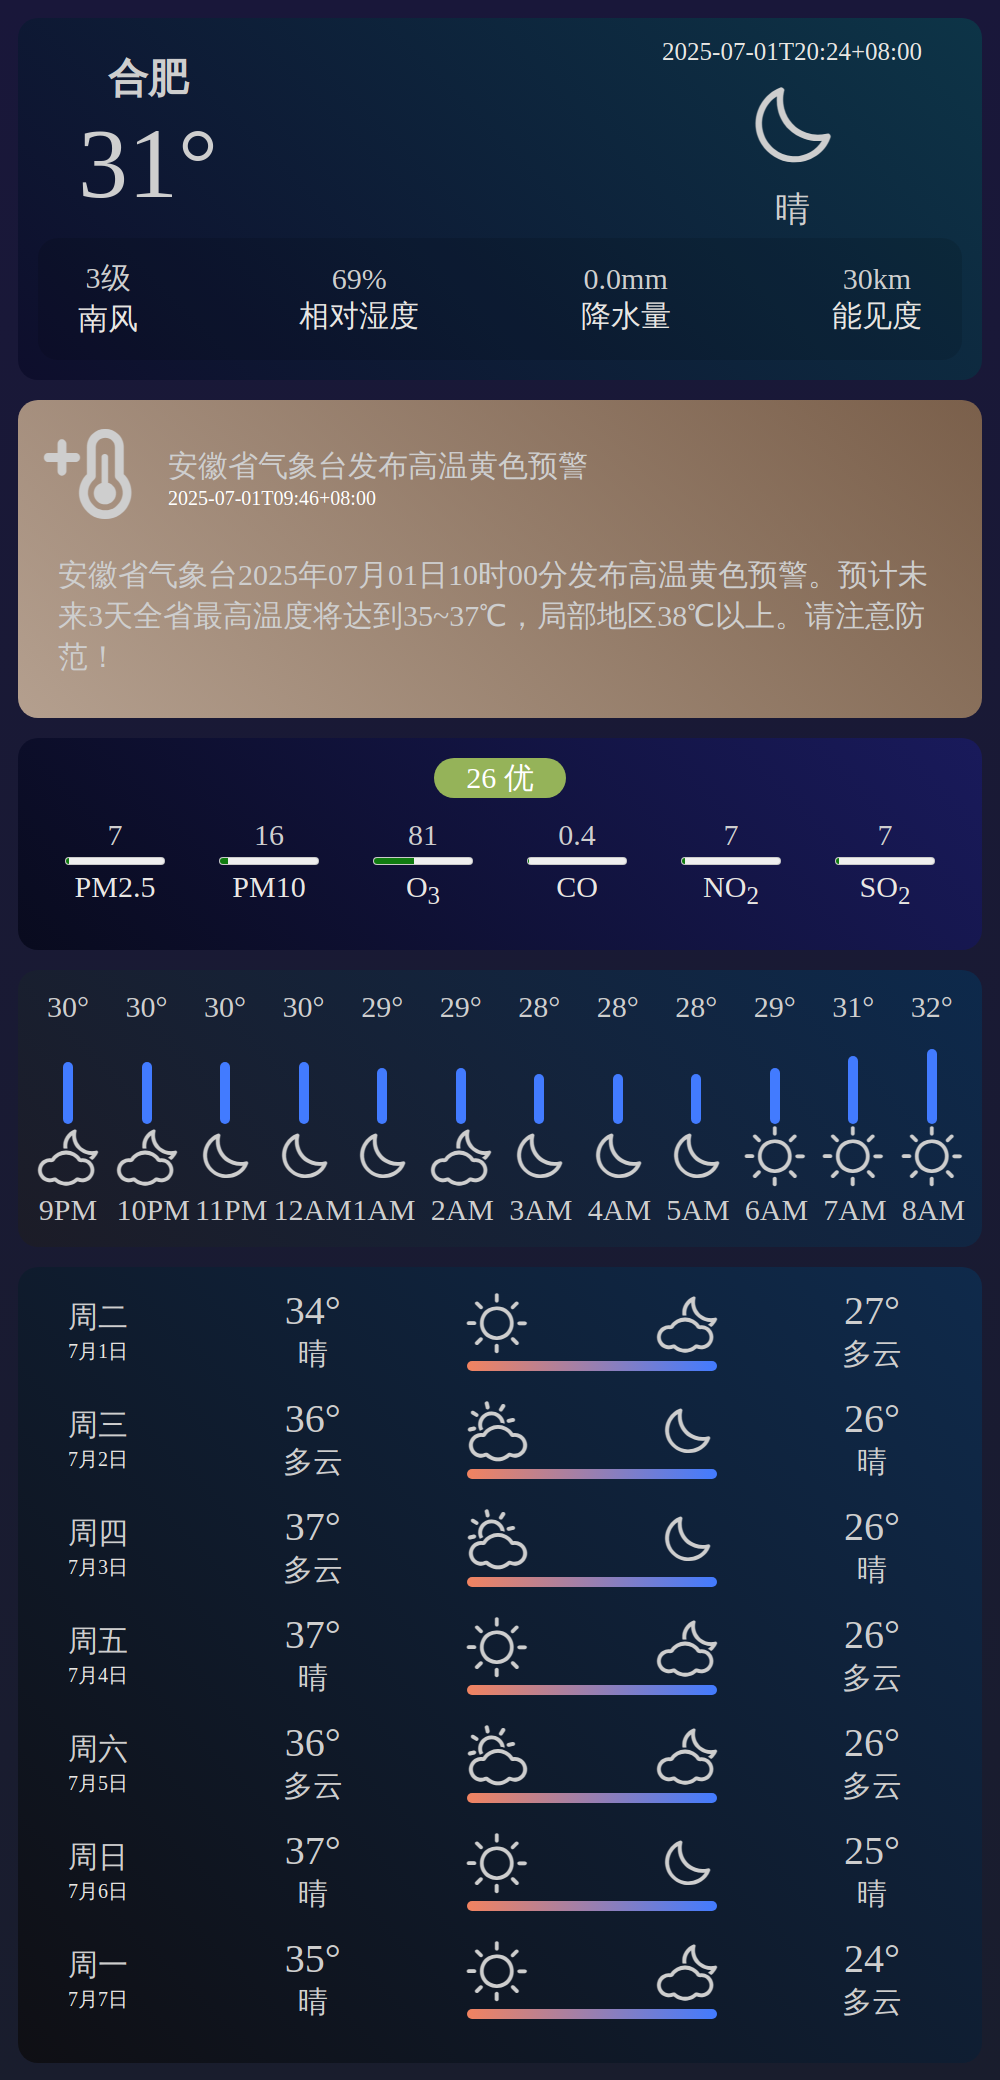 合肥
31°
2025-07-01T20:24+08:00
晴
3级 69% 0.0mm 30km
南风 相对湿度 降水量 能见度
安徽省气象台发布高温黄色预警
2025-07-01T09:46+08:00
安徽省气象台2025年07月01日10时00分发布高温黄色预警。预计未
来3天全省最高温度将达到35~37℃，局部地区38℃以上。请注意防
范！
26 优
7 16 81 0.4 7 7
PM2.5 PM10 O3 CO NO2 SO2
30° 30° 30° 30° 29° 29° 28° 28° 28° 29° 31° 32°
9PM 10PM 11PM 12AM 1AM 2AM 3AM 4AM 5AM 6AM 7AM 8AM
周二 34° 27°
7月1日 晴 多云
周三 36° 26°
7月2日 多云 晴
周四 37° 26°
7月3日 多云 晴
周五 37° 26°
7月4日 晴 多云
周六 36° 26°
7月5日 多云 多云
周日 37° 25°
7月6日 晴 晴
周一 35° 24°
7月7日 晴 多云